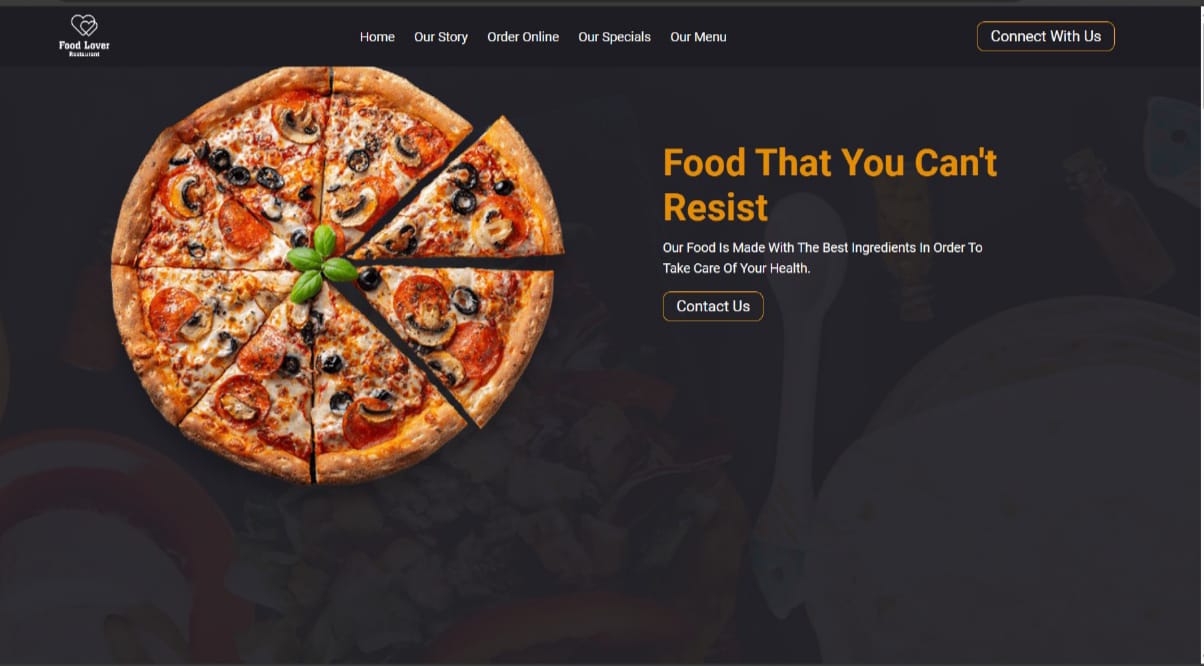 Food Lover
Restaurant
Home Our Story Order Online Our Specials Our Menu
Connect With Us
Food That You Can't
Resist
Our Food Is Made With The Best Ingredients In Order To
Take Care Of Your Health.
Contact Us